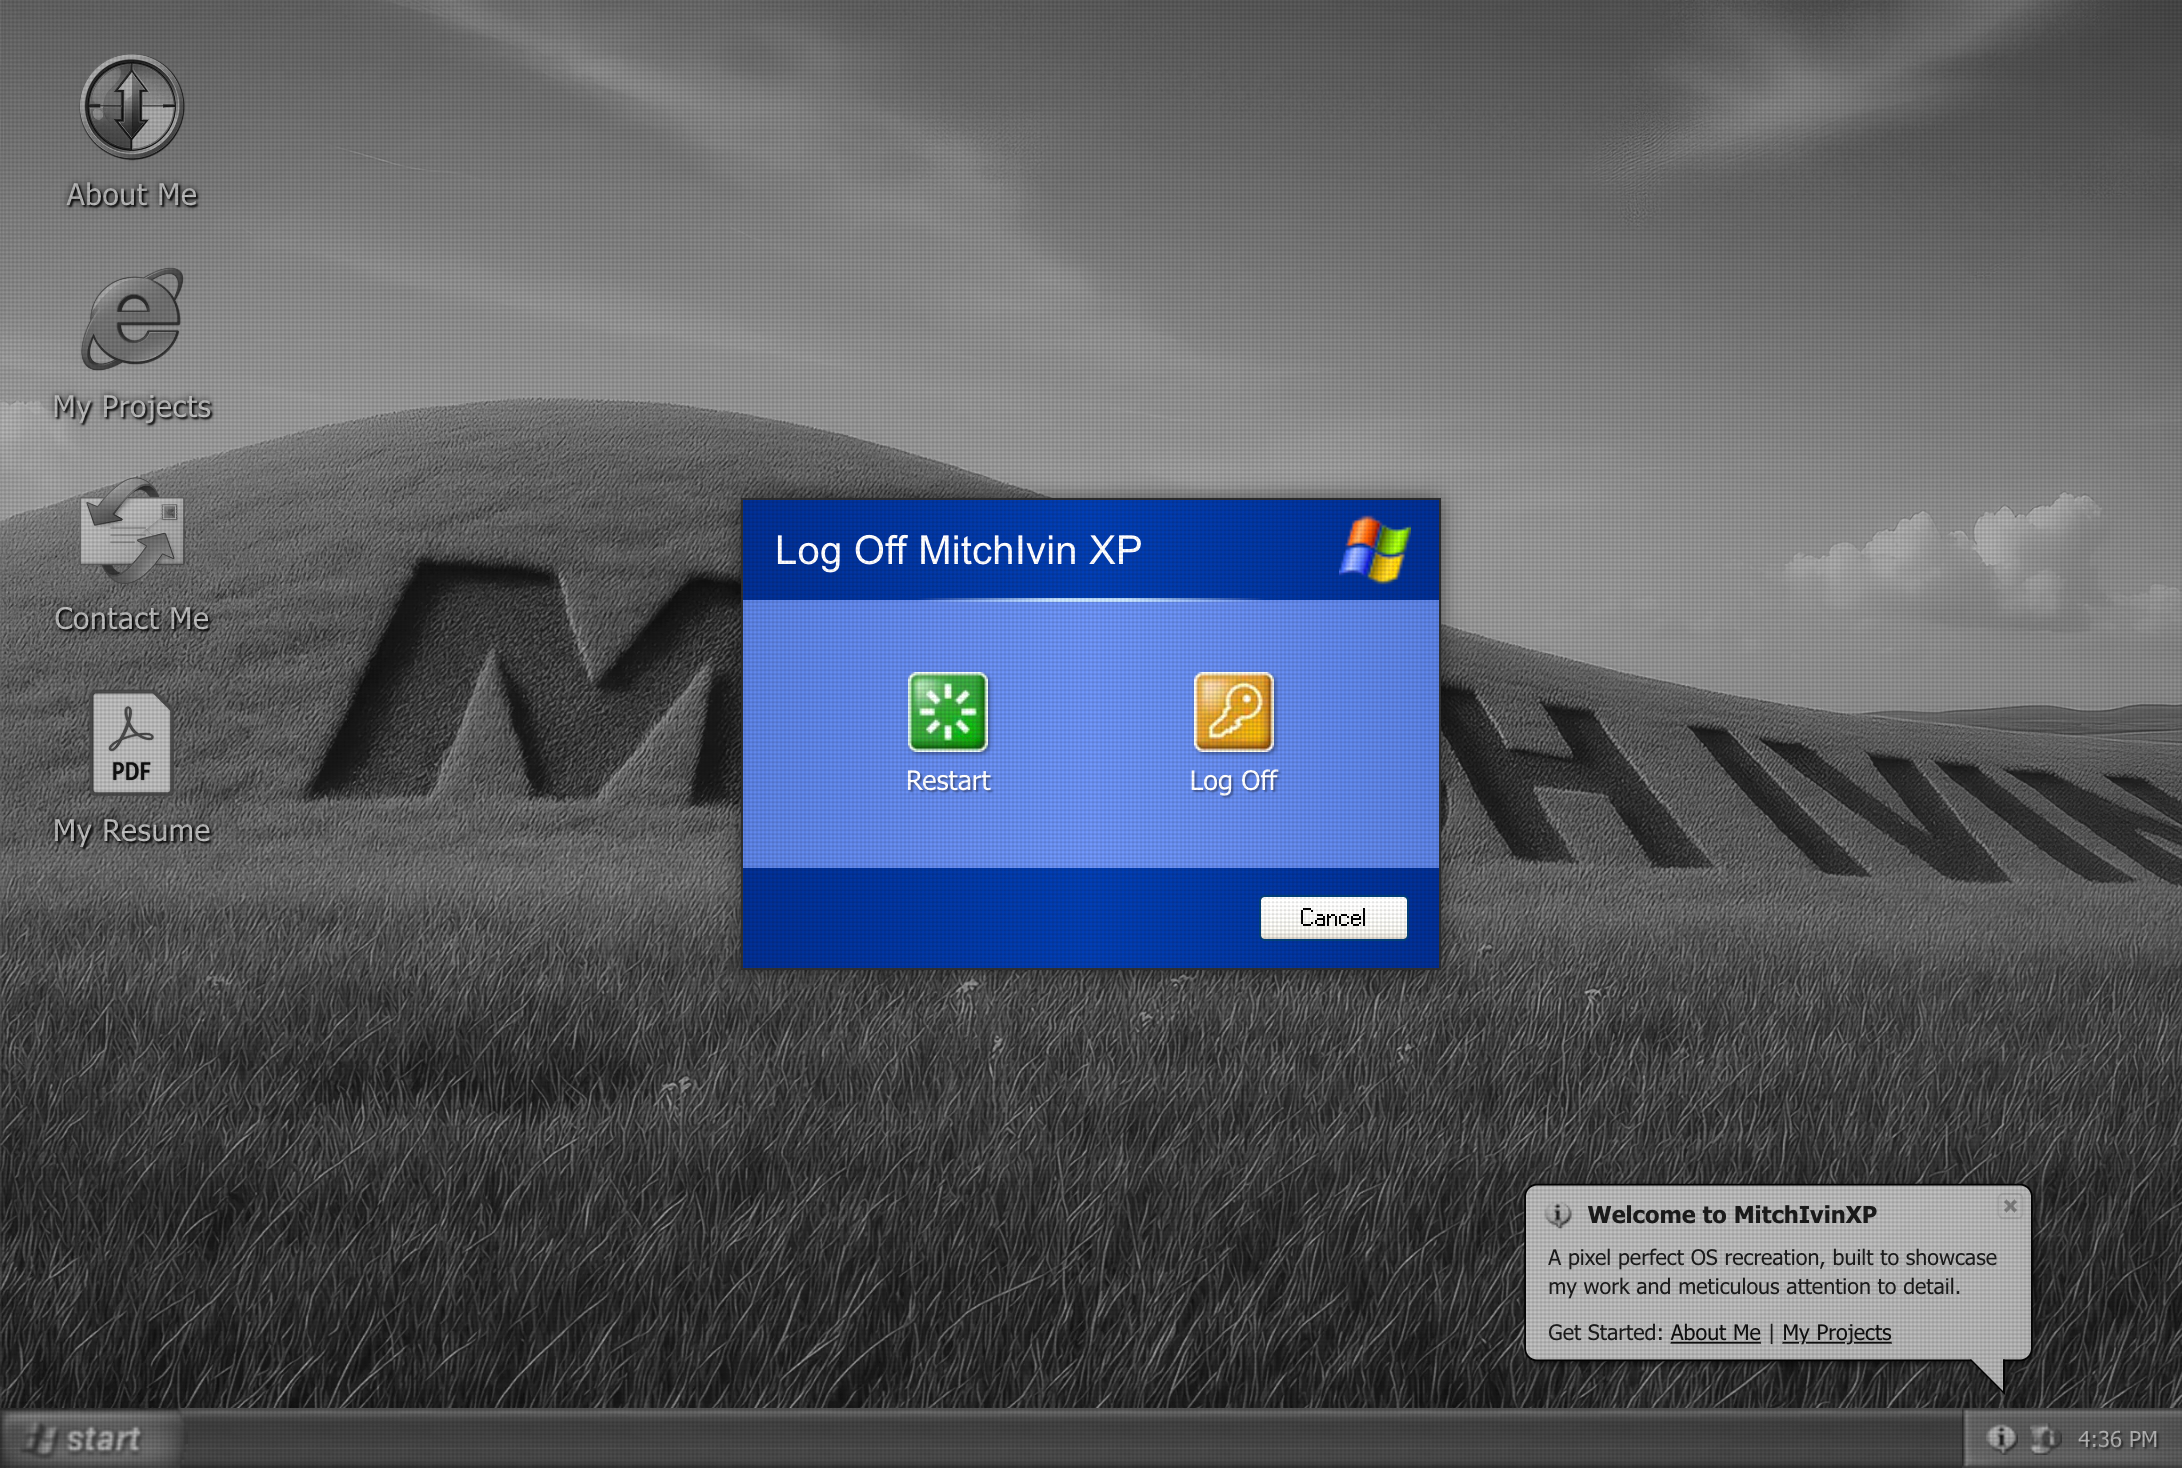 About Me
My Projects
Contact Me
PDF
My Resume
Log Off MitchIvin XP
Restart
Log Off
Cancel
Welcome to MitchIvinXP
A pixel perfect OS recreation, built to showcase
my work and meticulous attention to detail.
Get Started: About Me | My Projects
start
4:36 PM